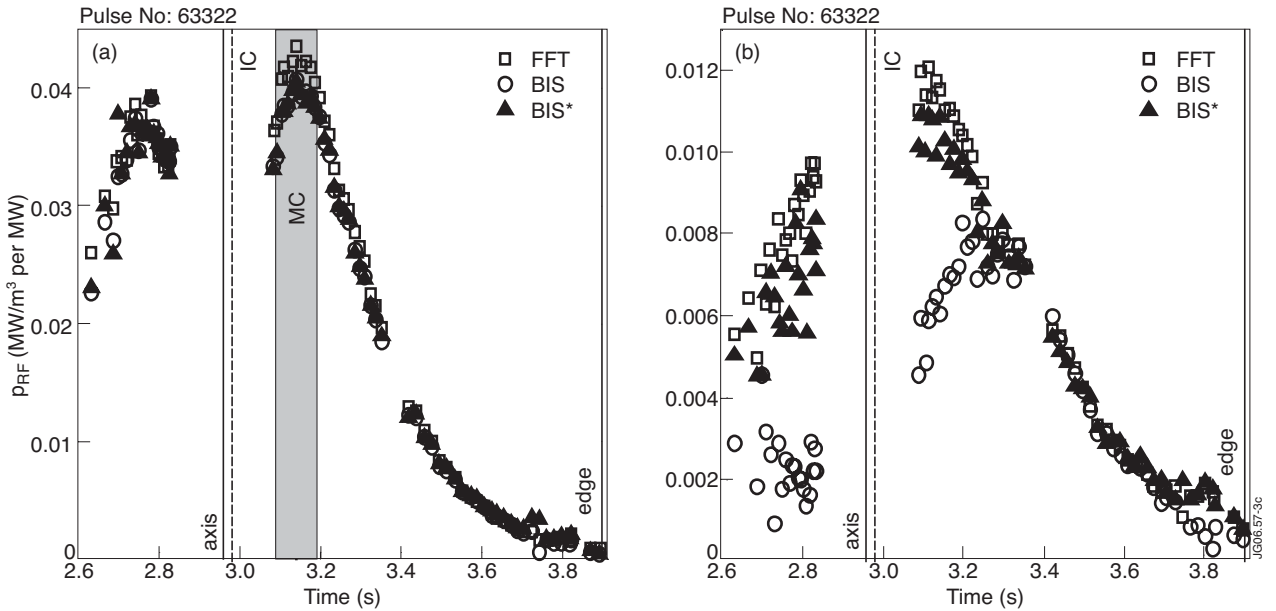 Pulse No: 63322
(a)
IC
FFT
BIS
BIS*
0.04
0.03
0.02
0.01
0
pRF (MW/m³ per MW)
MC
axis
edge
2.6
2.8
3.0
3.2
3.4
3.6
3.8
Time (s)
Pulse No: 63322
(b)
IC
FFT
BIS
BIS*
0.012
0.010
0.008
0.006
0.004
0.002
0
axis
edge
2.6
2.8
3.0
3.2
3.4
3.6
3.8
Time (s)
JG06.57-3c